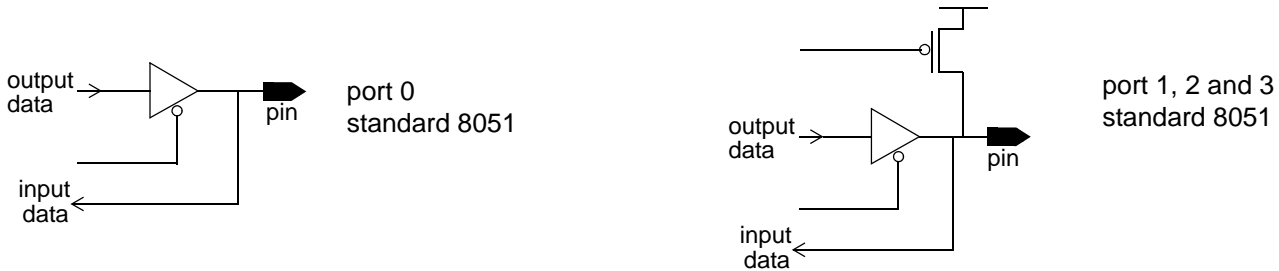 output
data
pin
input
data
port 0
standard 8051
output
data
pin
input
data
port 1, 2 and 3
standard 8051